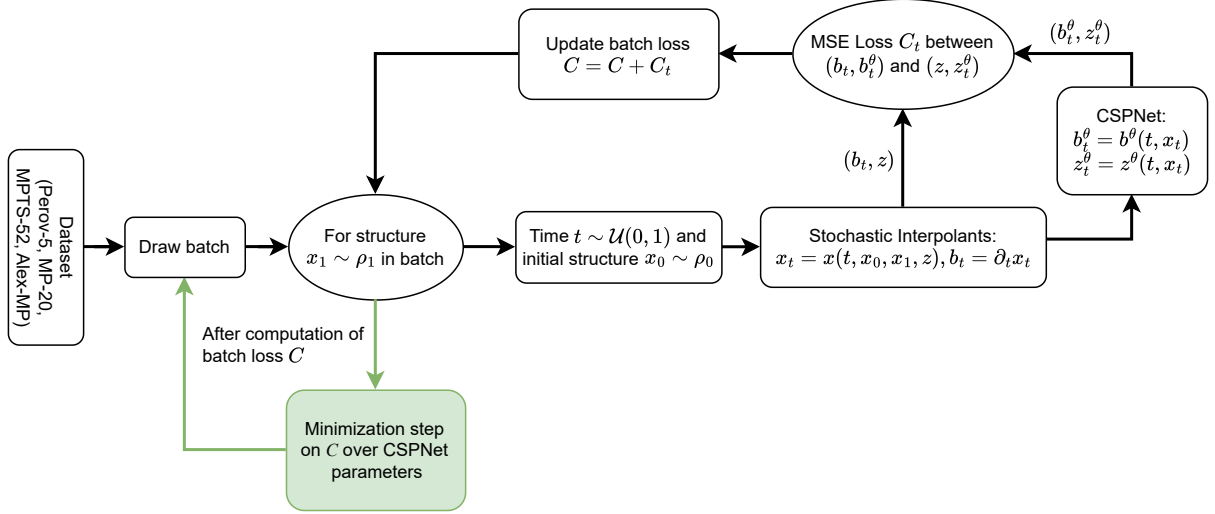 Dataset
(Perov-5, MP-20,
MPTS-52, Alex-MP)
Draw batch
For structure
$x_1 \sim \rho_1$ in batch
Time $t \sim \mathcal{U}(0, 1)$ and
initial structure $x_0 \sim \rho_0$
Stochastic Interpolants:
$x_t = x(t, x_0, x_1, z), b_t = \partial_t x_t$
$(b_t, z)$
CSPNet:
$b_t^\theta = b^\theta(t, x_t)$
$z_t^\theta = z^\theta(t, x_t)$
$(b_t^\theta, z_t^\theta)$
MSE Loss $C_t$ between
$(b_t, b_t^\theta)$ and $(z, z_t^\theta)$
Update batch loss
$C = C + C_t$
After computation of
batch loss $C$
Minimization step
on $C$ over CSPNet
parameters